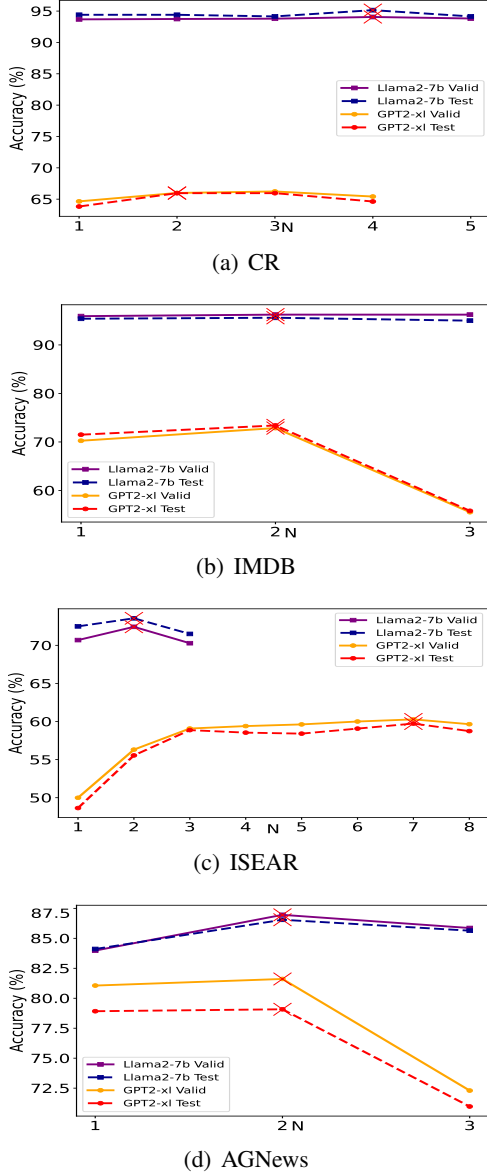 95
90
85
80
75
70
65
Accuracy (%)
Llama2-7b Valid
Llama2-7b Test
GPT2-xl Valid
GPT2-xl Test
1 2 3 N 4 5
(a) CR
90
80
70
60
Accuracy (%)
Llama2-7b Valid
Llama2-7b Test
GPT2-xl Valid
GPT2-xl Test
1 2 N 3
(b) IMDB
70
65
60
55
50
Accuracy (%)
Llama2-7b Valid
Llama2-7b Test
GPT2-xl Valid
GPT2-xl Test
1 2 3 4 N 5 6 7 8
(c) ISEAR
87.5
85.0
82.5
80.0
77.5
75.0
72.5
Accuracy (%)
Llama2-7b Valid
Llama2-7b Test
GPT2-xl Valid
GPT2-xl Test
1 2 N 3
(d) AGNews